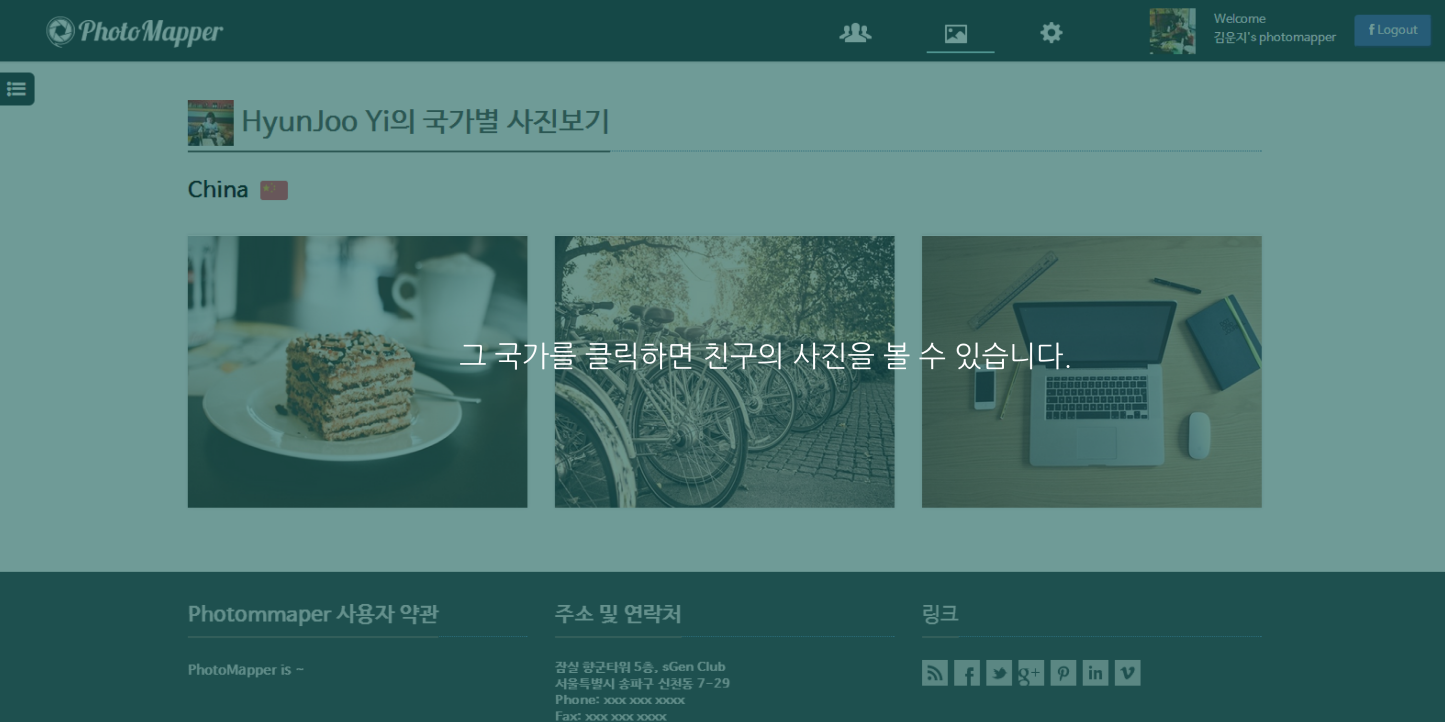 PhotoMapper
Welcome
김운지's photomapper
f Logout
HyunJoo Yi의 국가별 사진보기
China
그 국가를 클릭하면 친구의 사진을 볼 수 있습니다.
Photommaper 사용자 약관
주소 및 연락처
링크
PhotoMapper is ~
잠실 향군타워 5층, sGen Club
서울특별시 송파구 신천동 7-29
Phone: xxx xxx xxxx
Fax: xxx xxx xxxx